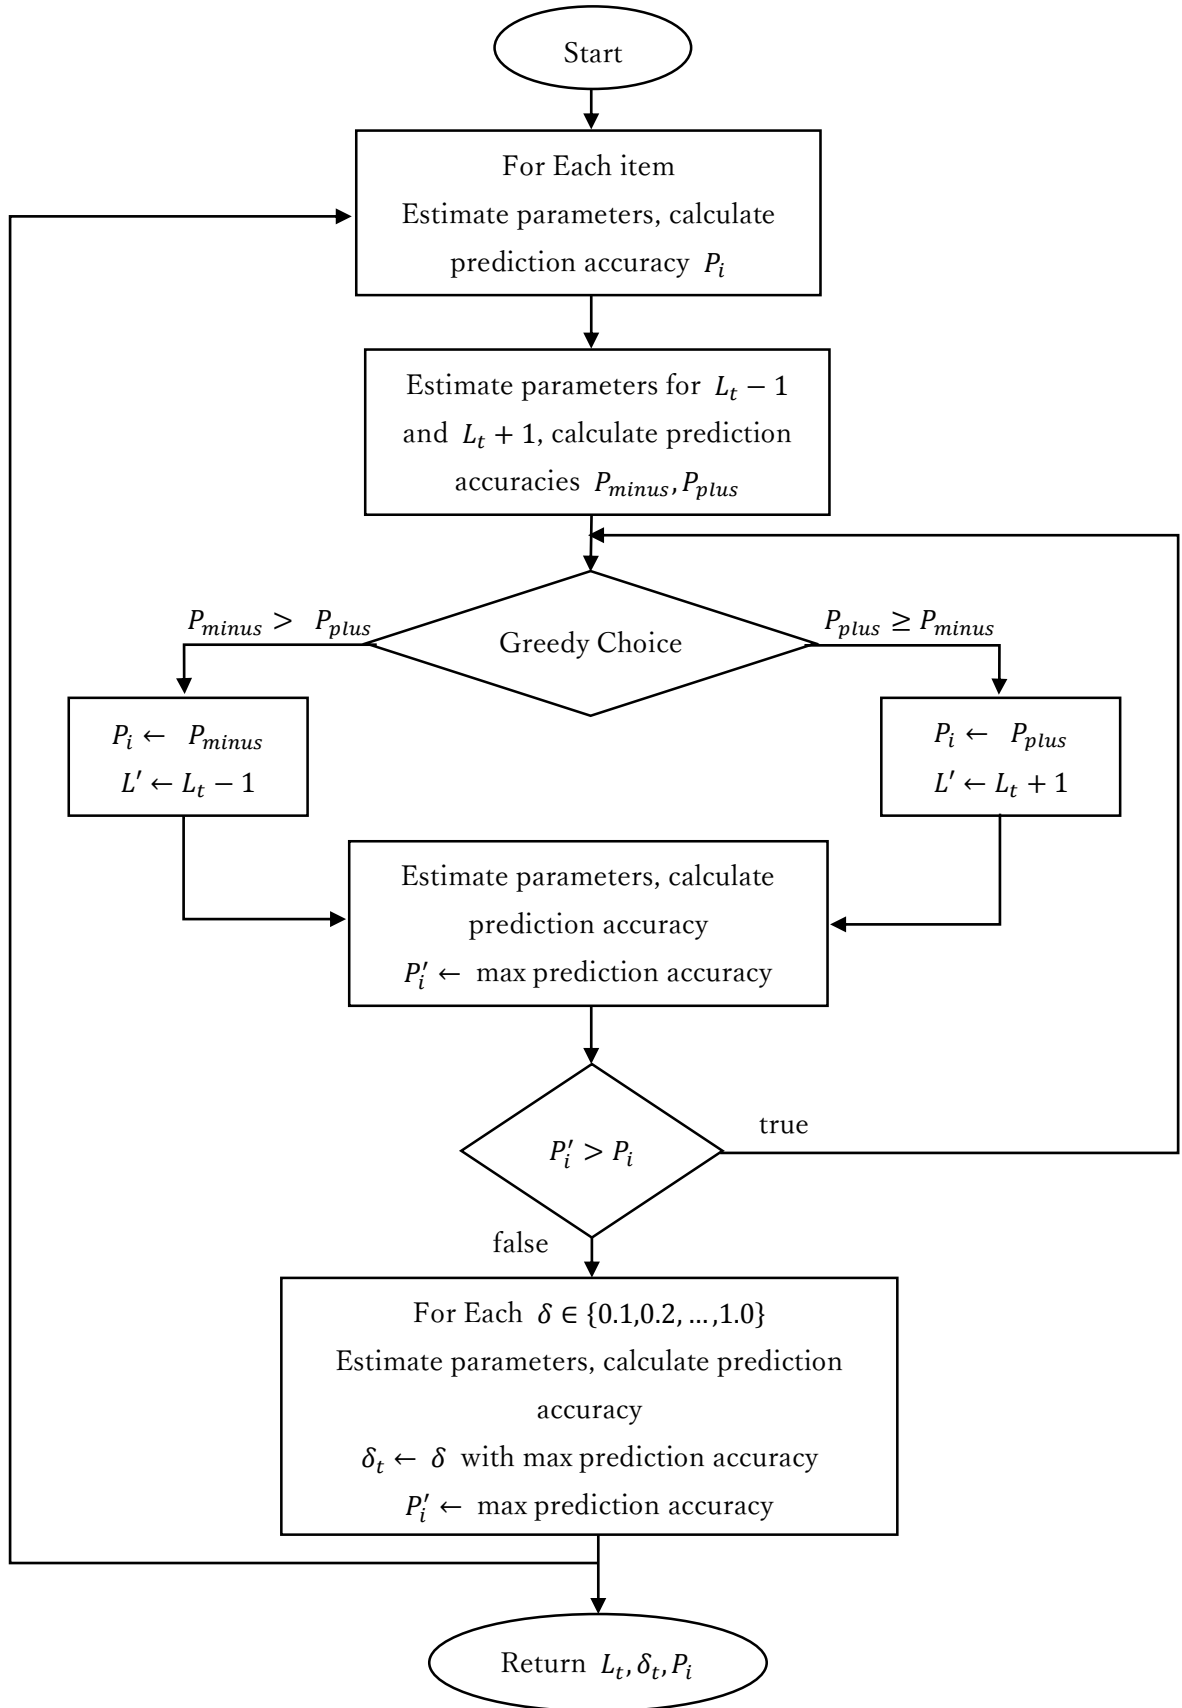 Start
For Each item
Estimate parameters, calculate
prediction accuracy P_i
Estimate parameters for L_t − 1
and L_t + 1, calculate prediction
accuracies P_minus, P_plus
P_minus > P_plus
P_plus ≥ P_minus
Greedy Choice
P_i ← P_minus
L′ ← L_t − 1
P_i ← P_plus
L′ ← L_t + 1
Estimate parameters, calculate
prediction accuracy
P_i′ ← max prediction accuracy
true
P_i′ > P_i
false
For Each δ ∈ {0.1,0.2, … ,1.0}
Estimate parameters, calculate prediction
accuracy
δ_t ← δ with max prediction accuracy
P_i′ ← max prediction accuracy
Return L_t, δ_t, P_i